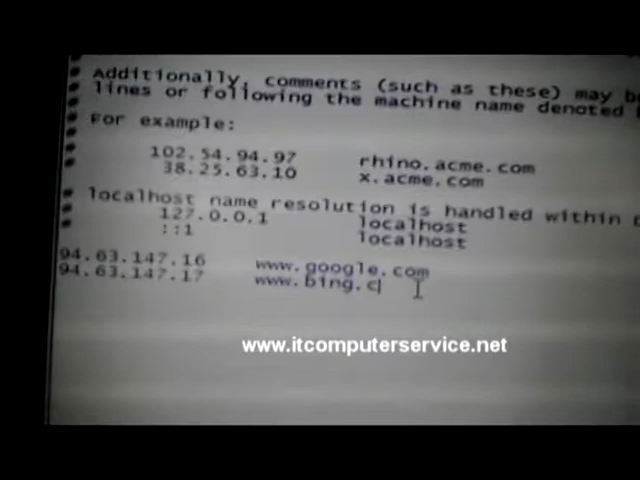 # Additionally, comments (such as these) may b
# lines or following the machine name denoted
#
# For example:
#
# 102.54.94.97 rhino.acme.com
# 38.25.63.10 x.acme.com
# localhost name resolution is handled within
# 127.0.0.1 localhost
# ::1 localhost
94.63.147.16 www.google.com
94.63.147.17 www.bing.c
www.itcomputerservice.net